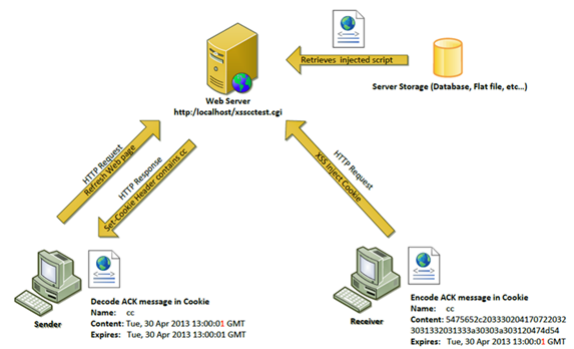 Retrieves injected script
Server Storage (Database, Flat file, etc...)
Web Server
http:/localhost/xsscctest.cgi
HTTP Request
Refresh Web page
HTTP Response
Set-Cookie Header contains cc
HTTP Request
XSS Inject Cookie
Sender
Decode ACK message in Cookie
Name: cc
Content: Tue, 30 Apr 2013 13:00:01 GMT
Expires: Tue, 30 Apr 2013 13:00:01 GMT
Receiver
Encode ACK message in Cookie
Name: cc
Content: 5475652c203330204170722032
3031332031333a30303a303120474d54
Expires: Tue, 30 Apr 2013 13:00:01 GMT